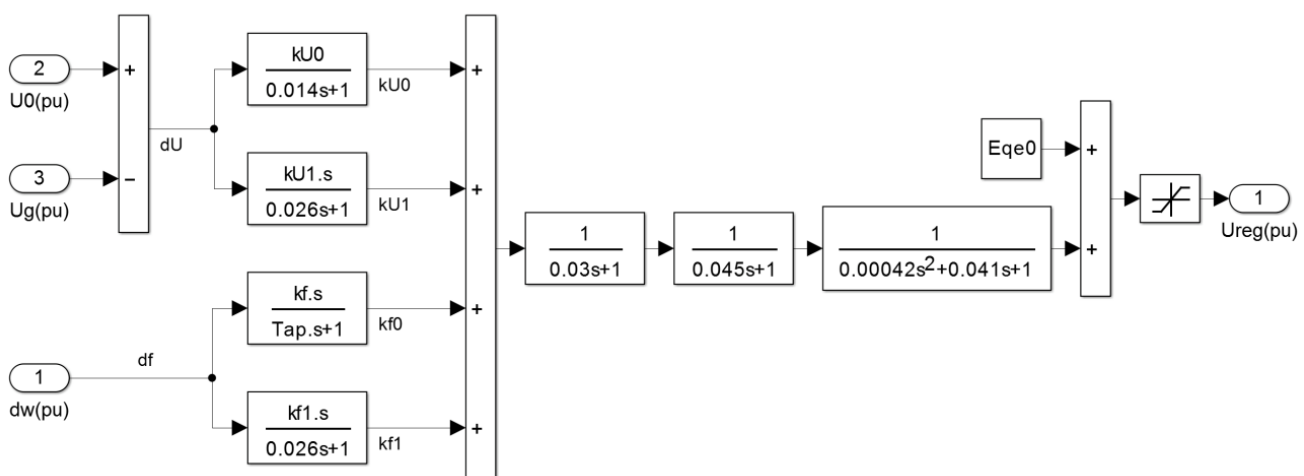 2
U0(pu)
+
3
Ug(pu)
-
dU
kU0
0.014s+1
kU0
+
kU1.s
0.026s+1
kU1
+
1
dw(pu)
df
kf.s
Tap.s+1
kf0
+
kf1.s
0.026s+1
kf1
+
1
0.03s+1
1
0.045s+1
1
0.00042s²+0.041s+1
Eqe0
+
+
1
Ureg(pu)